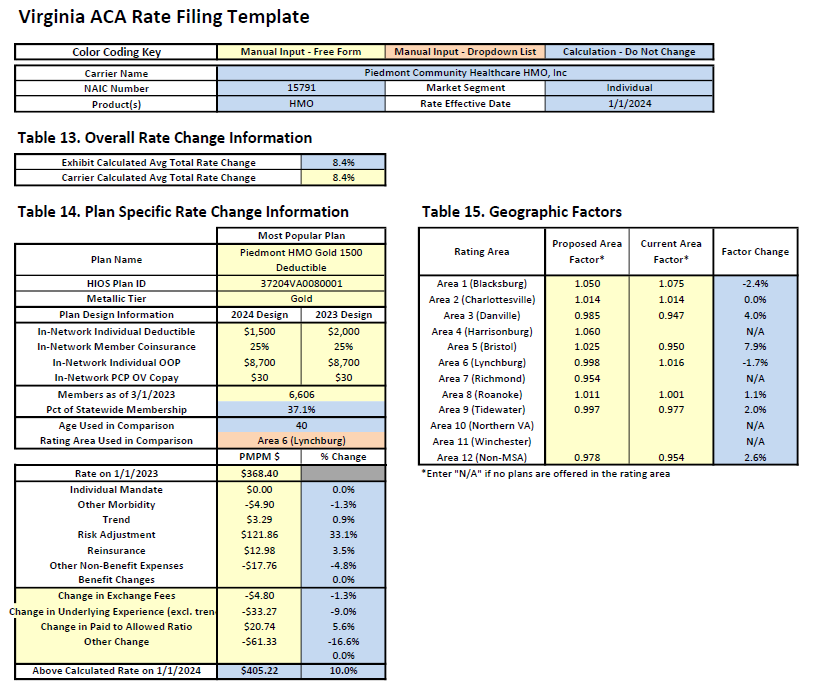 Virginia ACA Rate Filing Template
Color Coding Key Manual Input - Free Form Manual Input - Dropdown List Calculation - Do Not Change
Carrier Name Piedmont Community Healthcare HMO, Inc
NAIC Number 15791 Market Segment Individual
Product(s) HMO Rate Effective Date 1/1/2024
Table 13. Overall Rate Change Information
Exhibit Calculated Avg Total Rate Change 8.4%
Carrier Calculated Avg Total Rate Change 8.4%
Table 14. Plan Specific Rate Change Information
Most Popular Plan
Plan Name Piedmont HMO Gold 1500
Deductible
HIOS Plan ID 37204VA0080001
Metallic Tier Gold
Plan Design Information 2024 Design 2023 Design
In-Network Individual Deductible $1,500 $2,000
In-Network Member Coinsurance 25% 25%
In-Network Individual OOP $8,700 $8,700
In-Network PCP OV Copay $30 $30
Members as of 3/1/2023 6,606
Pct of Statewide Membership 37.1%
Age Used in Comparison 40
Rating Area Used in Comparison Area 6 (Lynchburg)
PMPM $ % Change
Rate on 1/1/2023 $368.40
Individual Mandate $0.00 0.0%
Other Morbidity -$4.90 -1.3%
Trend $3.29 0.9%
Risk Adjustment $121.86 33.1%
Reinsurance $12.98 3.5%
Other Non-Benefit Expenses -$17.76 -4.8%
Benefit Changes 0.0%
Change in Exchange Fees -$4.80 -1.3%
Change in Underlying Experience (excl. tren -$33.27 -9.0%
Change in Paid to Allowed Ratio $20.74 5.6%
Other Change -$61.33 -16.6%
0.0%
Above Calculated Rate on 1/1/2024 $405.22 10.0%
Table 15. Geographic Factors
Rating Area Proposed Area Factor* Current Area Factor* Factor Change
Area 1 (Blacksburg) 1.050 1.075 -2.4%
Area 2 (Charlottesville) 1.014 1.014 0.0%
Area 3 (Danville) 0.985 0.947 4.0%
Area 4 (Harrisonburg) 1.060 N/A
Area 5 (Bristol) 1.025 0.950 7.9%
Area 6 (Lynchburg) 0.998 1.016 -1.7%
Area 7 (Richmond) 0.954 N/A
Area 8 (Roanoke) 1.011 1.001 1.1%
Area 9 (Tidewater) 0.997 0.977 2.0%
Area 10 (Northern VA) N/A
Area 11 (Winchester) N/A
Area 12 (Non-MSA) 0.978 0.954 2.6%
*Enter "N/A" if no plans are offered in the rating area